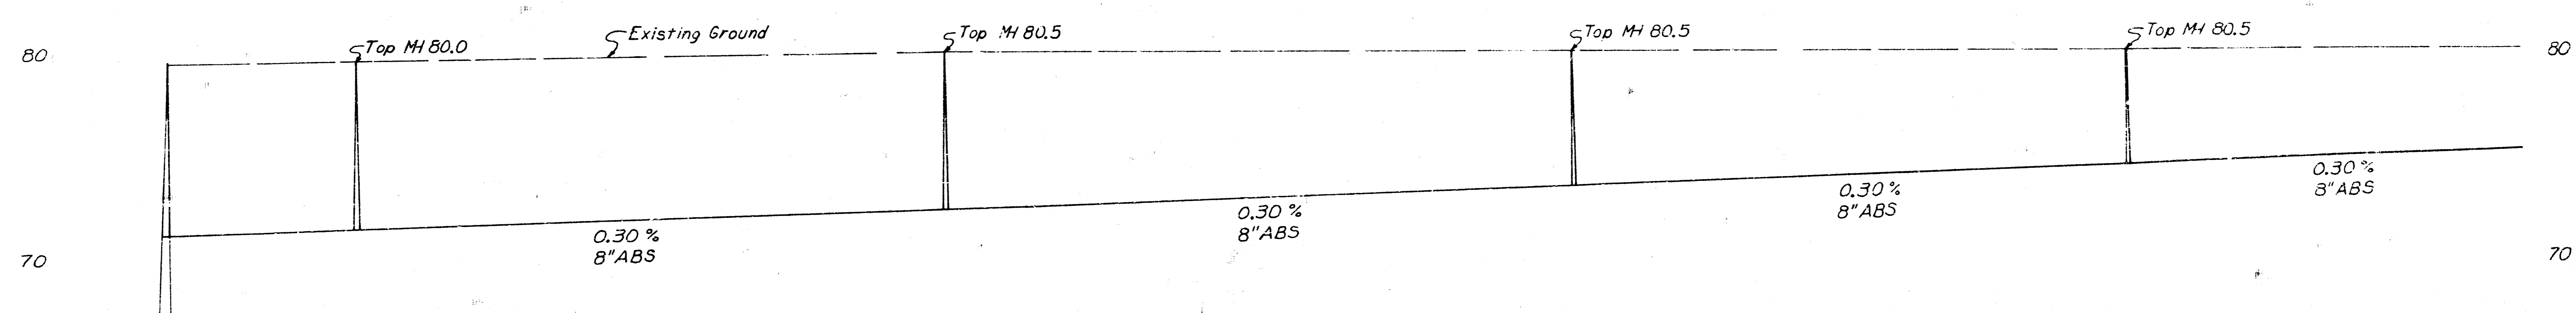 80
Top MH 80.0
Existing Ground
Top MH 80.5
Top MH 80.5
Top MH 80.5
80
0.30 %
8" ABS
0.30 %
8" ABS
0.30 %
8" ABS
0.30 %
8" ABS
70
70